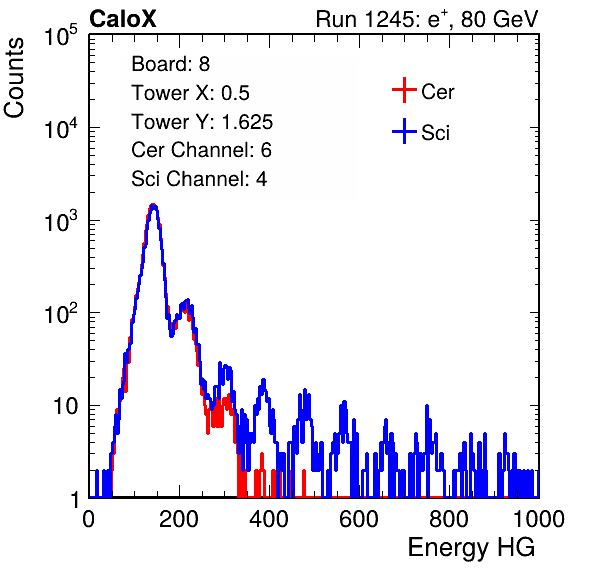 CaloX Run 1245: e⁺, 80 GeV
Counts
Board: 8
Tower X: 0.5
Tower Y: 1.625
Cer Channel: 6
Sci Channel: 4
Cer
Sci
10⁵
10⁴
10³
10²
10
1
0 200 400 600 800 1000
Energy HG